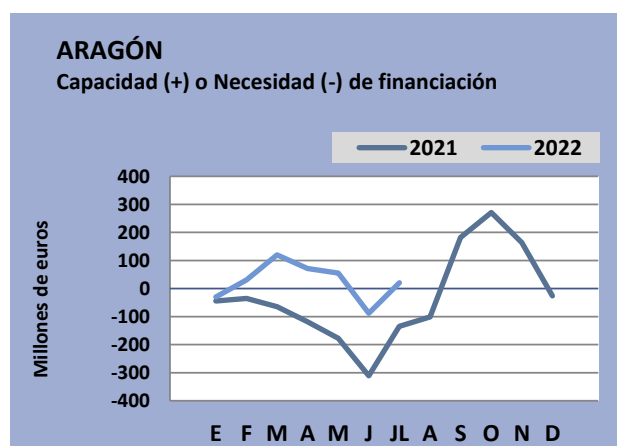 ARAGÓN
Capacidad (+) o Necesidad (-) de financiación
2021 2022
Millones de euros
400
300
200
100
0
-100
-200
-300
-400
E F M A M J JL A S O N D